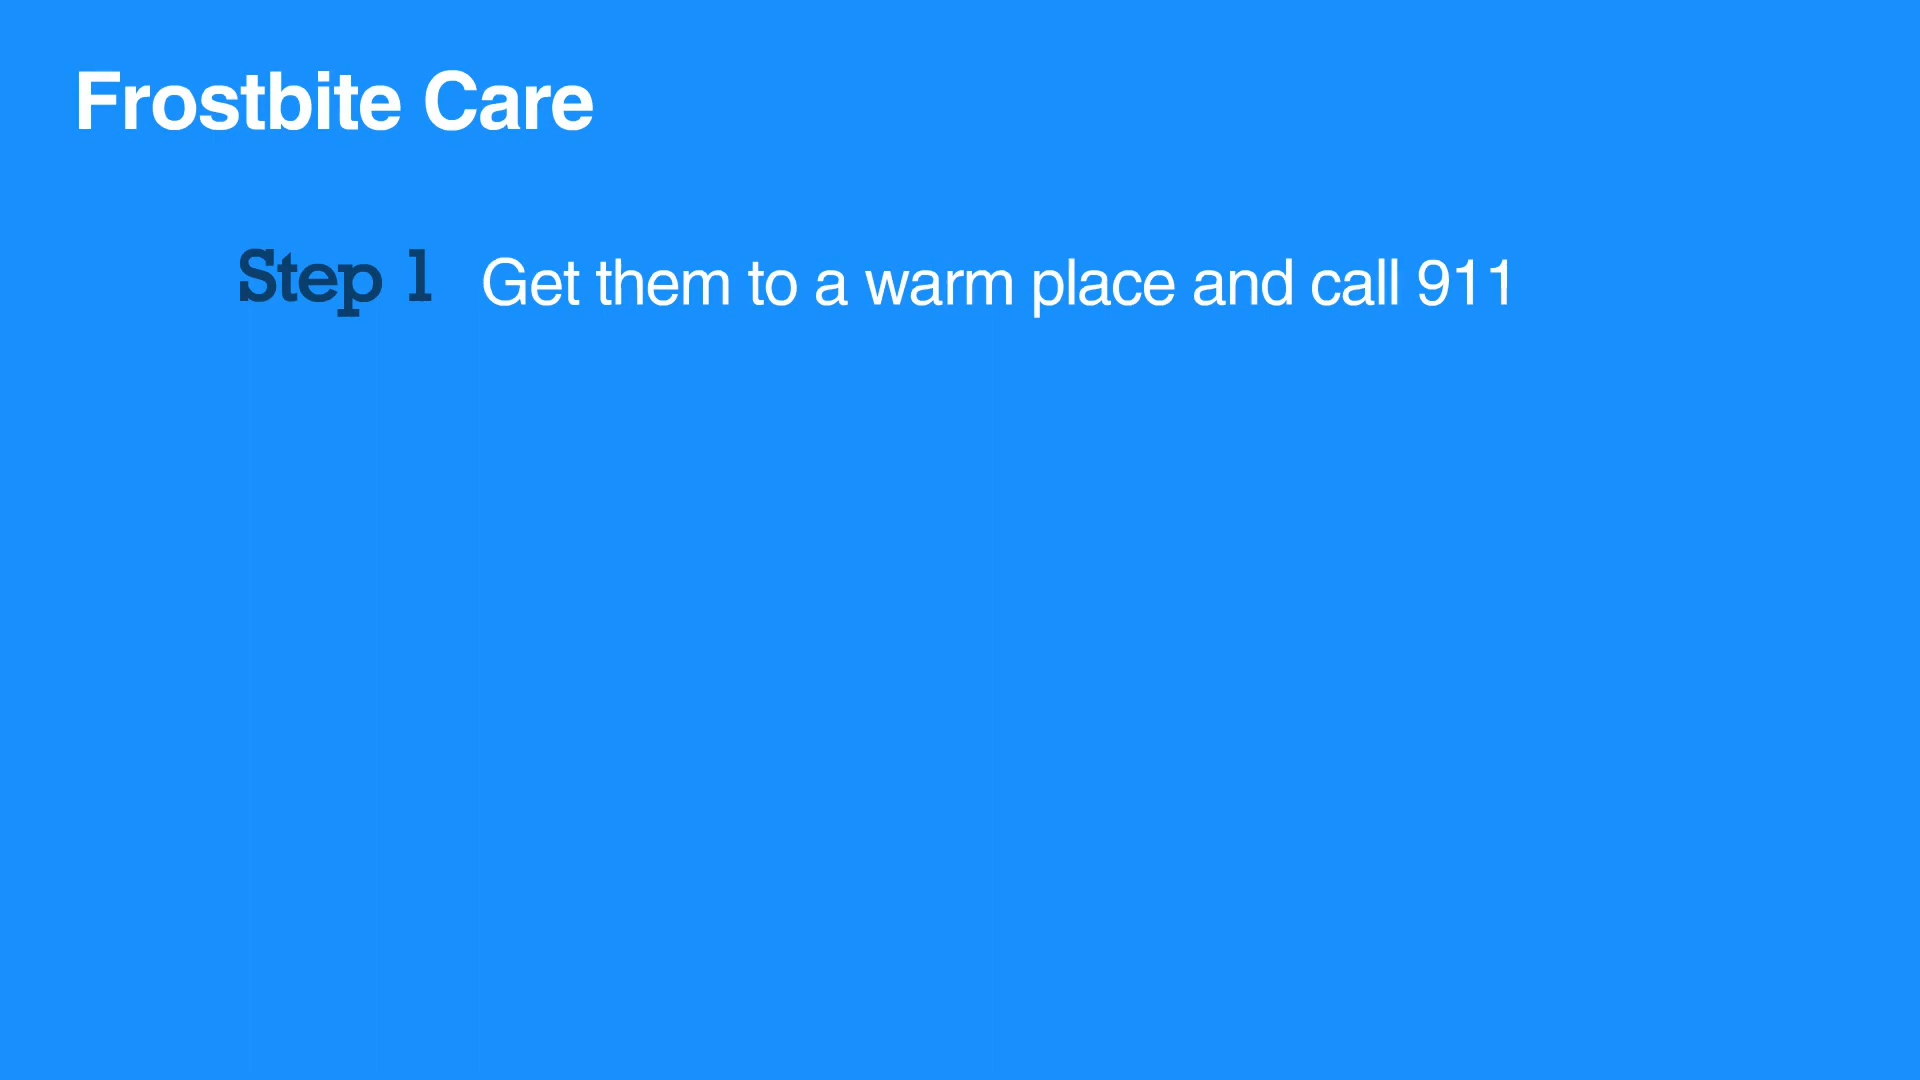 Frostbite Care
Step 1 Get them to a warm place and call 911